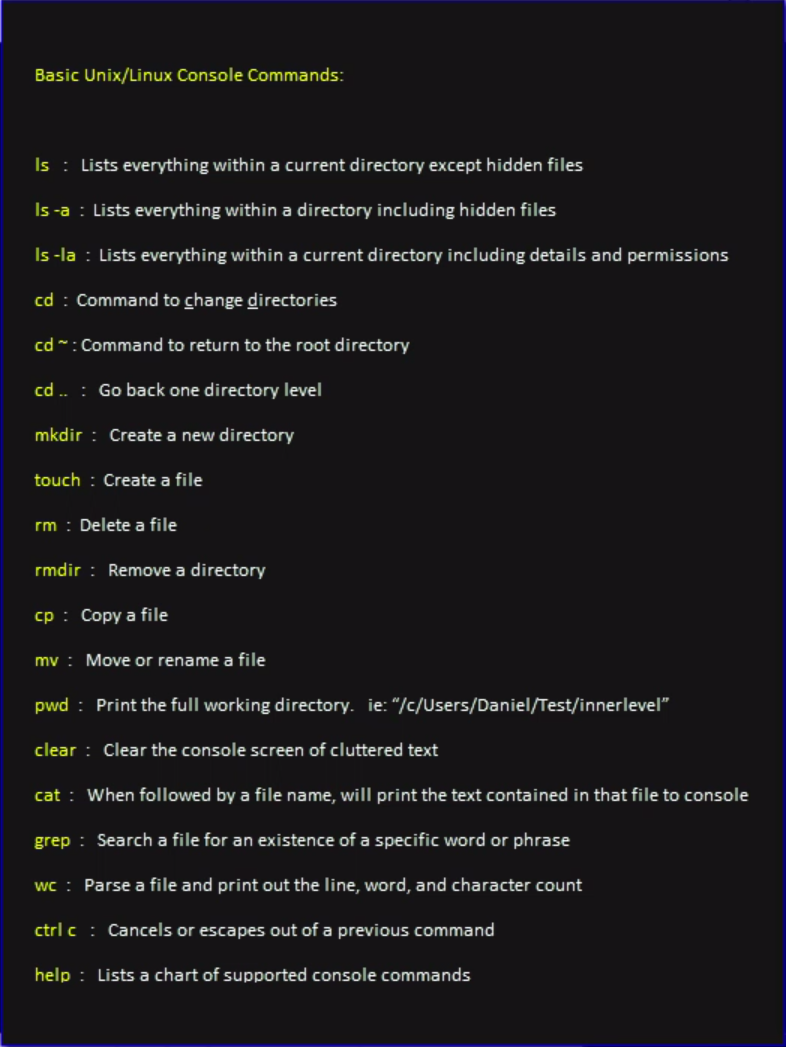 Basic Unix/Linux Console Commands:
ls : Lists everything within a current directory except hidden files
ls -a : Lists everything within a directory including hidden files
ls -la : Lists everything within a current directory including details and permissions
cd : Command to change directories
cd ~ : Command to return to the root directory
cd .. : Go back one directory level
mkdir : Create a new directory
touch : Create a file
rm : Delete a file
rmdir : Remove a directory
cp : Copy a file
mv : Move or rename a file
pwd : Print the full working directory. ie: “/c/Users/Daniel/Test/innerlevel”
clear : Clear the console screen of cluttered text
cat : When followed by a file name, will print the text contained in that file to console
grep : Search a file for an existence of a specific word or phrase
wc : Parse a file and print out the line, word, and character count
ctrl c : Cancels or escapes out of a previous command
help : Lists a chart of supported console commands